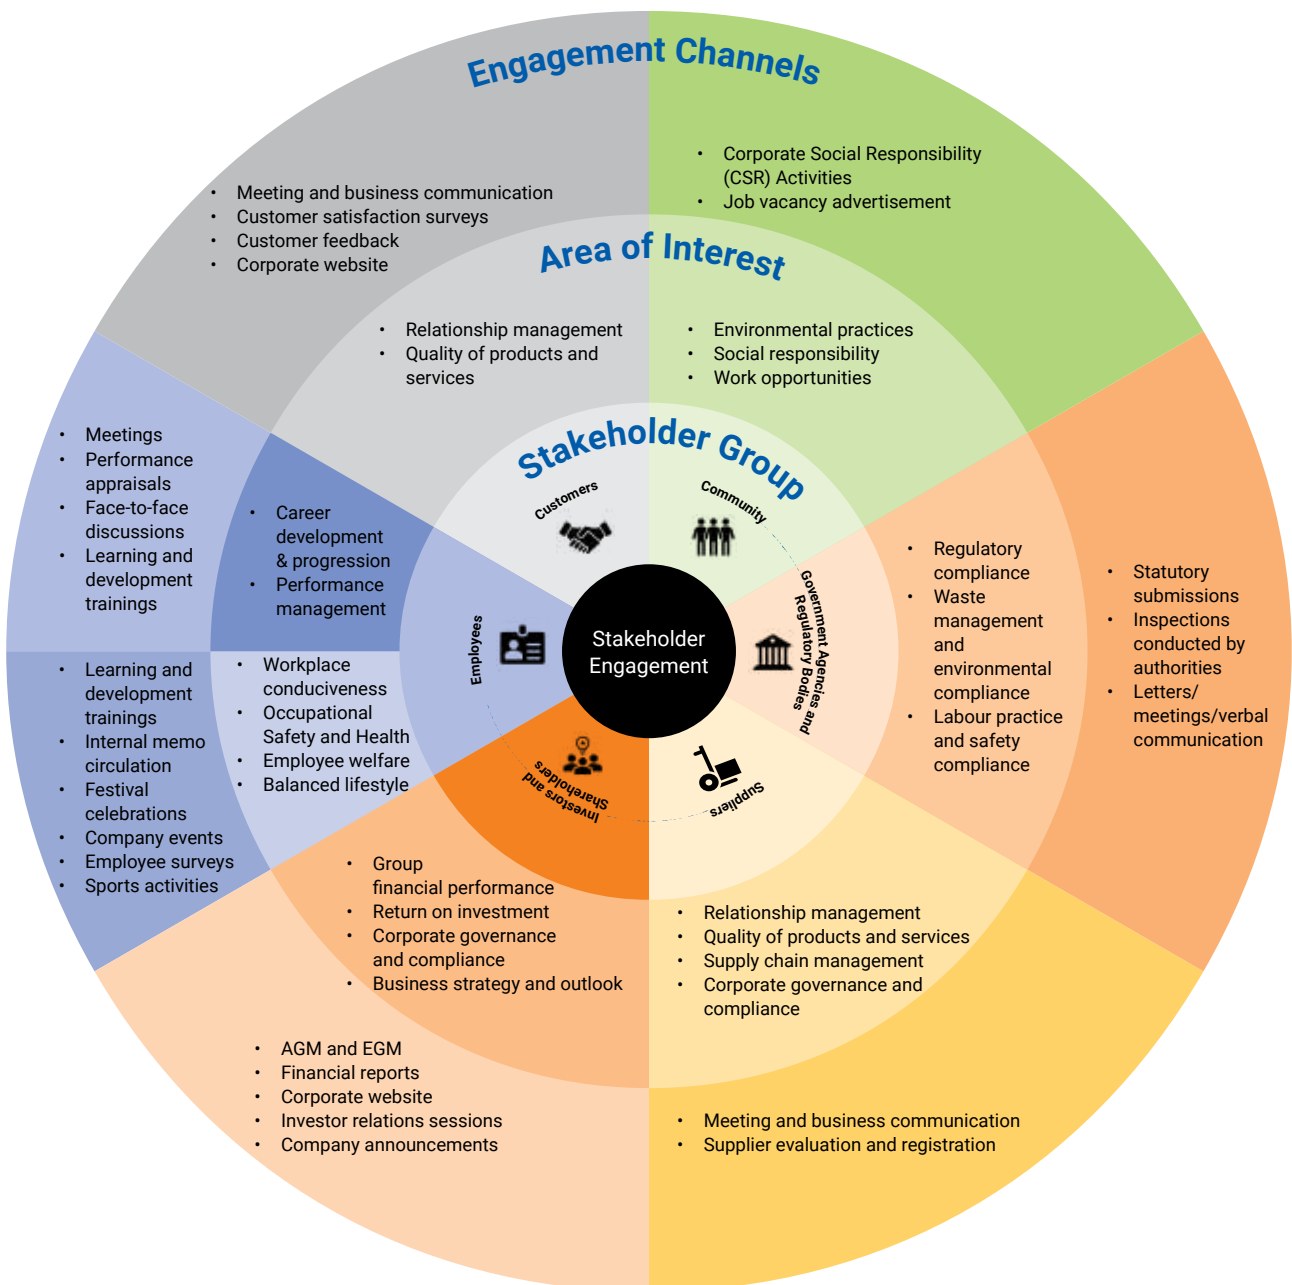 Engagement Channels
• Meeting and business communication
• Customer satisfaction surveys
• Customer feedback
• Corporate website
• Corporate Social Responsibility
(CSR) Activities
• Job vacancy advertisement
Area of Interest
• Relationship management
• Quality of products and
services
• Environmental practices
• Social responsibility
• Work opportunities
Stakeholder Group
Customers
Community
Government Agencies and
Regulatory Bodies
Suppliers
Investors and
Shareholders
Employees
Stakeholder
Engagement
• Meetings
• Performance
appraisals
• Face-to-face
discussions
• Learning and
development
trainings
• Career
development
& progression
• Performance
management
• Learning and
development
trainings
• Internal memo
circulation
• Festival
celebrations
• Company events
• Employee surveys
• Sports activities
• Workplace
conduciveness
• Occupational
Safety and Health
• Employee welfare
• Balanced lifestyle
• Regulatory
compliance
• Waste
management
and
environmental
compliance
• Labour practice
and safety
compliance
• Statutory
submissions
• Inspections
conducted by
authorities
• Letters/
meetings/verbal
communication
• Group
financial performance
• Return on investment
• Corporate governance
and compliance
• Business strategy and outlook
• Relationship management
• Quality of products and services
• Supply chain management
• Corporate governance and
compliance
• AGM and EGM
• Financial reports
• Corporate website
• Investor relations sessions
• Company announcements
• Meeting and business communication
• Supplier evaluation and registration